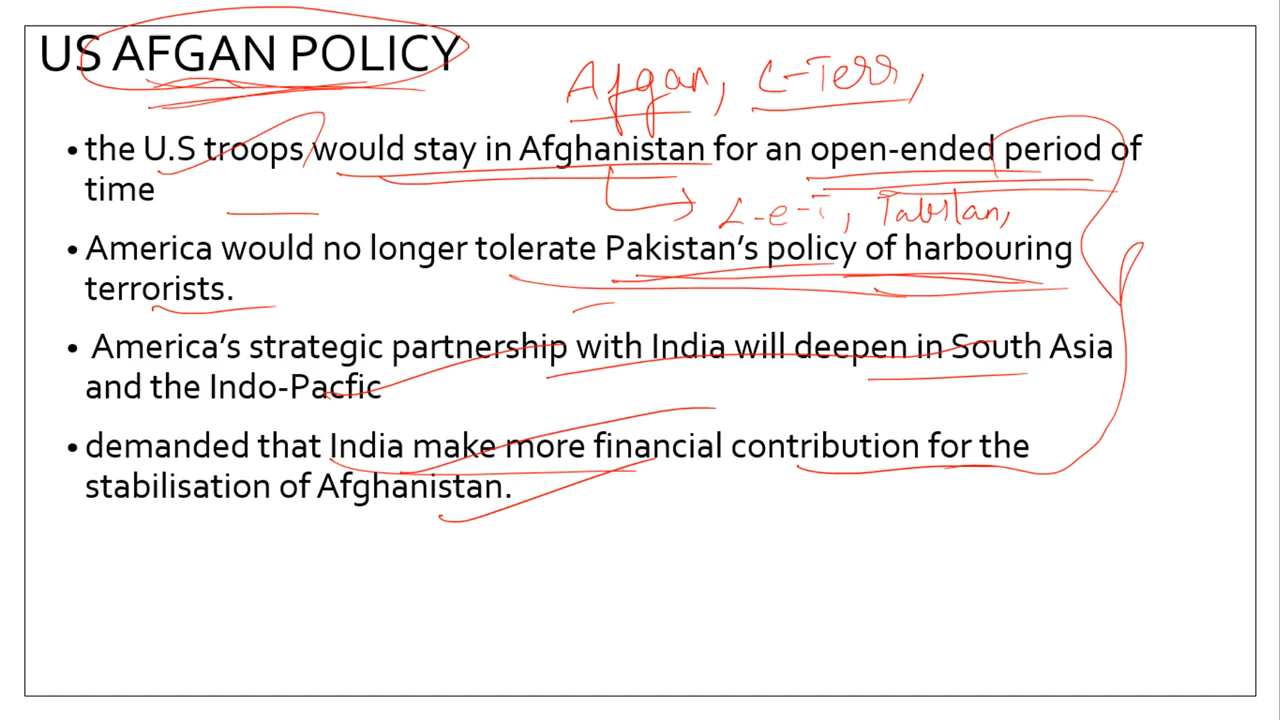 US AFGAN POLICY
Afgan, C-Terr,
• the U.S troops would stay in Afghanistan for an open-ended period of
time
L-e-T,
• America would no longer tolerate Pakistan’s policy of harbouring
terrorists.
• America’s strategic partnership with India will deepen in South Asia
and the Indo-Pacfic
• demanded that India make more financial contribution for the
stabilisation of Afghanistan.